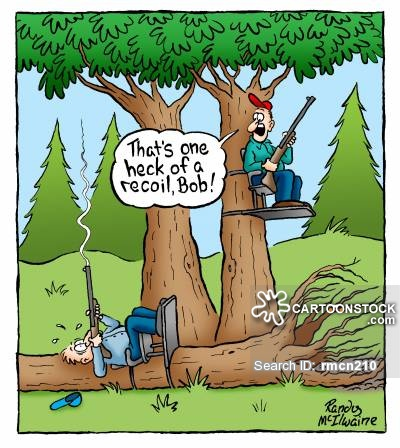 That's one
heck of a
recoil, Bob!
CARTOONSTOCK
.com
Search ID: rmcn210
Randy
McIlwaine